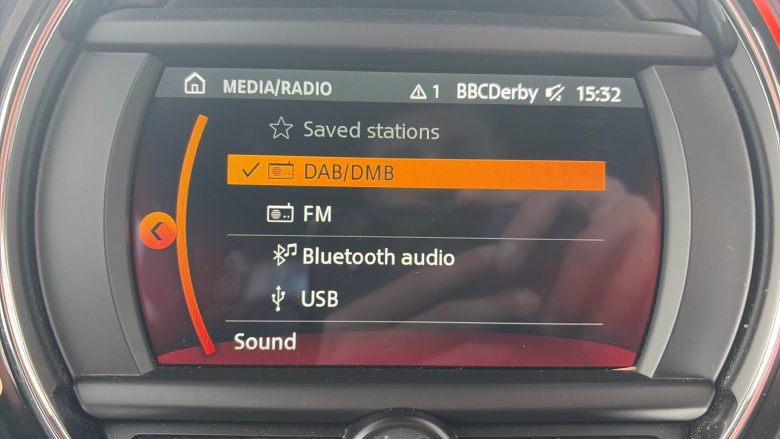 MEDIA/RADIO 1 BBCDerby 15:32
Saved stations
DAB/DMB
FM
Bluetooth audio
USB
Sound